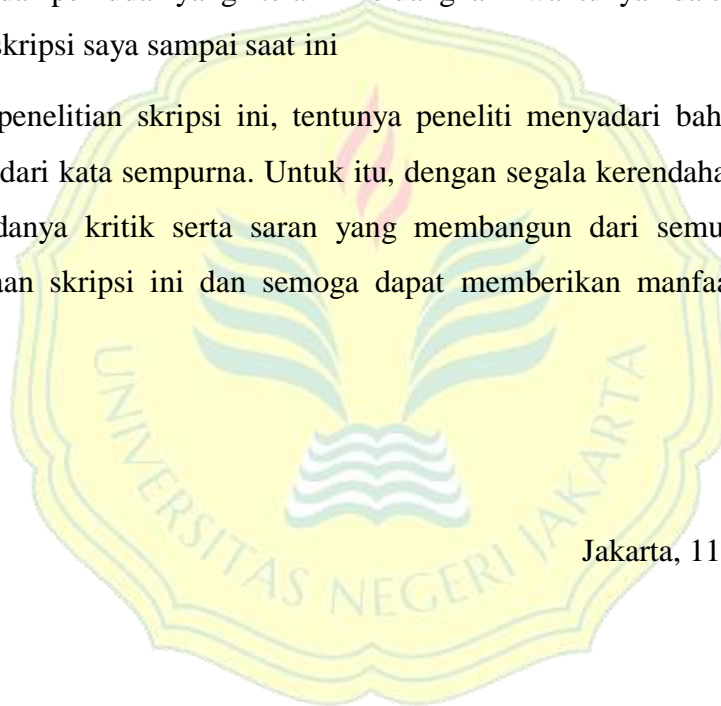 skripsi saya sampai saat ini
penelitian skripsi ini, tentunya peneliti menyadari bah
dari kata sempurna. Untuk itu, dengan segala kerendaha
danya kritik serta saran yang membangun dari semu
aan skripsi ini dan semoga dapat memberikan manfaa
UNIVERSITAS NEGERI JAKARTA
Jakarta, 11